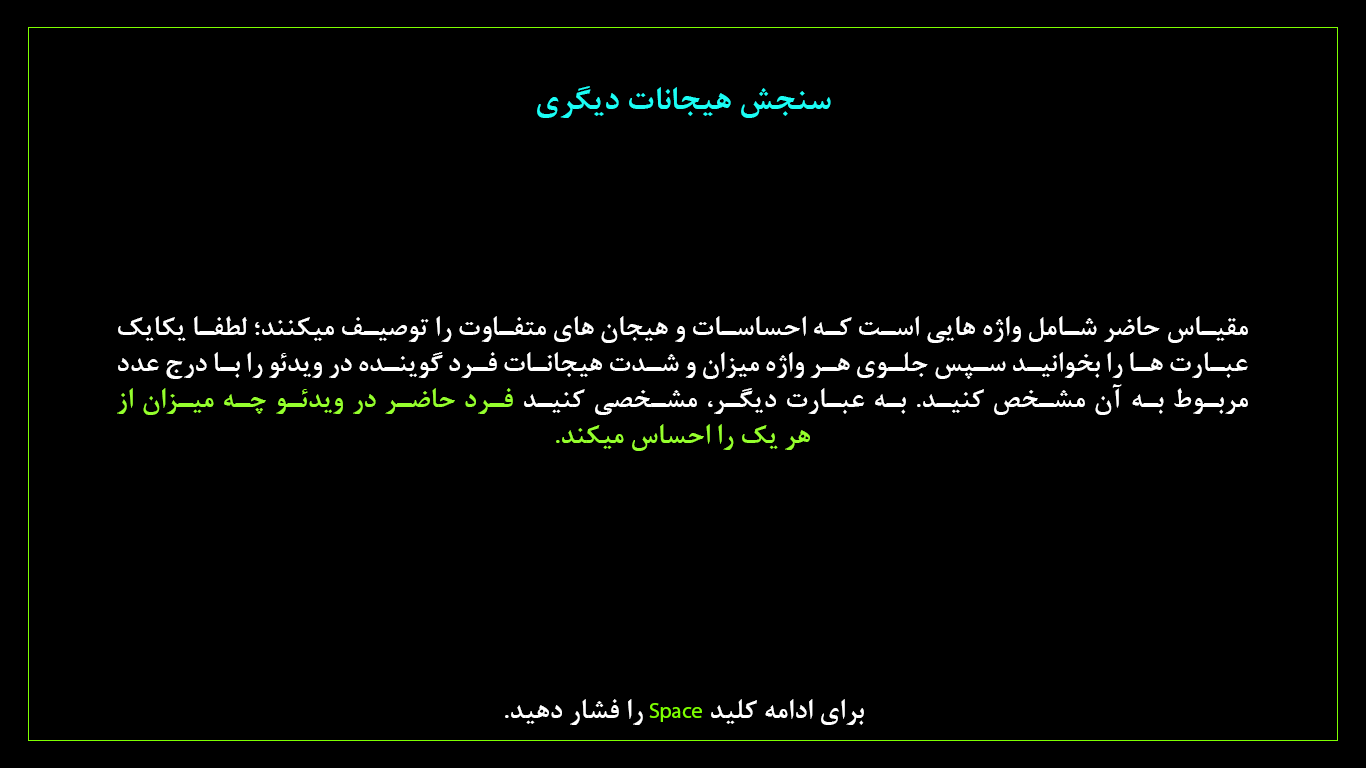 سنجش هیجانات دیگری
مقیاس حاضر شامل واژه هایی است که احساسات و هیجان های متفاوت را توصیف میکنند؛ لطفا یکایک
عبارت ها را بخوانید سپس جلوی هر واژه میزان و شدت هیجانات فرد گوینده در ویدئو را با درج عدد
مربوط به آن مشخص کنید. به عبارت دیگر، مشخصی کنید فرد حاضر در ویدئو چه میزان از
هر یک را احساس میکند.
برای ادامه کلید Space را فشار دهید.